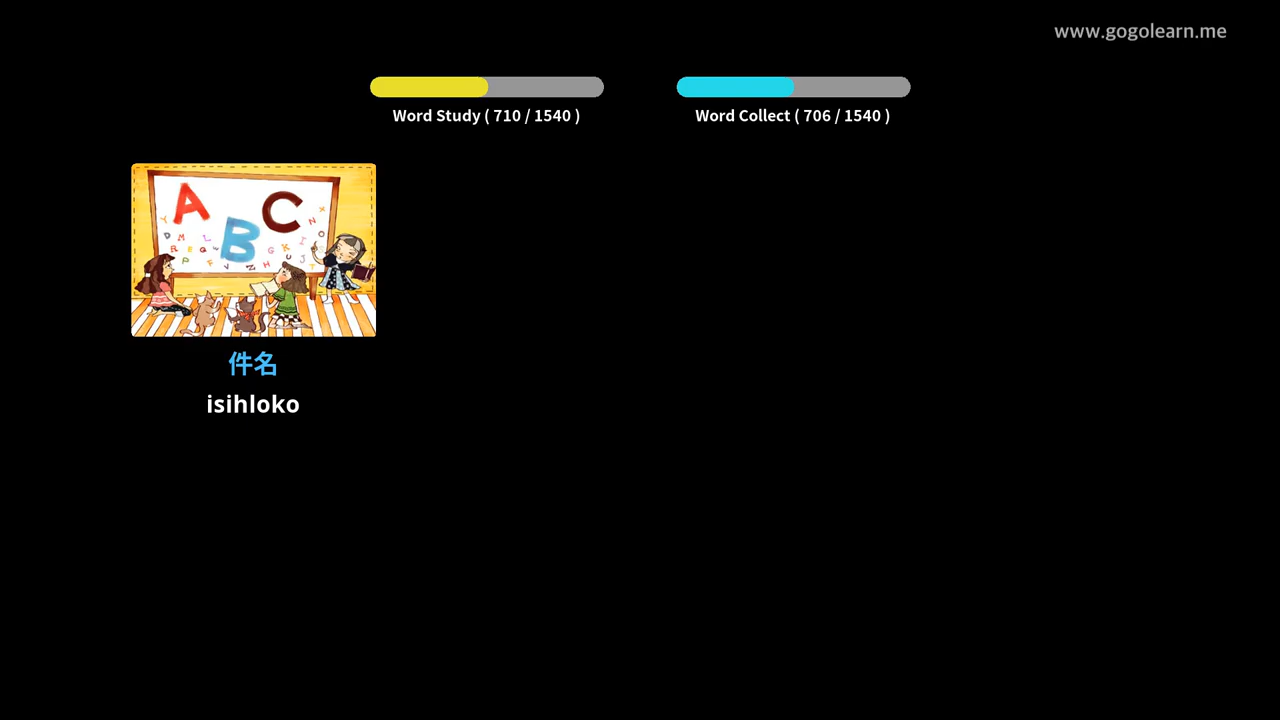 www.gogolearn.me
Word Study ( 710 / 1540 )
Word Collect ( 706 / 1540 )
A B C
件名
isihloko